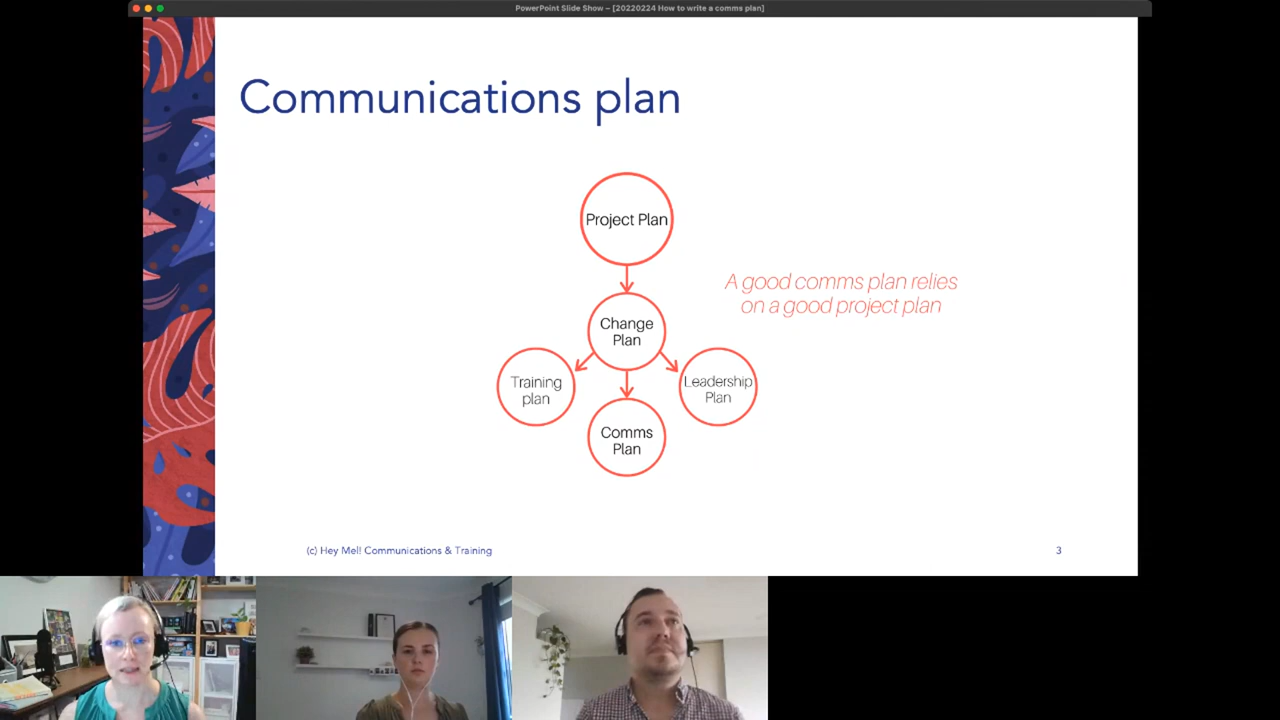 PowerPoint Slide Show – [20220224 How to write a comms plan]
Communications plan
Project Plan
A good comms plan relies
on a good project plan
Change
Plan
Training
plan
Leadership
Plan
Comms
Plan
(c) Hey Mel! Communications & Training
3